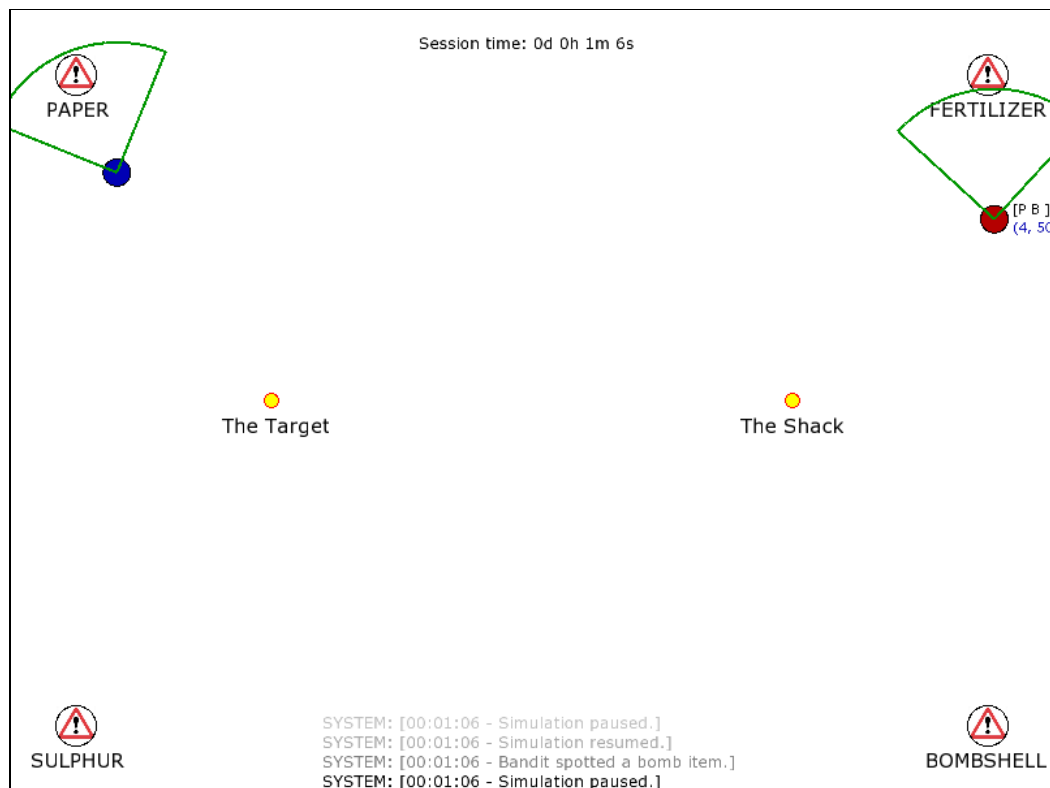 Session time: 0d 0h 1m 6s
PAPER
FERTILIZER
[P B ]
(4, 50
The Target
The Shack
SULPHUR
BOMBSHELL
SYSTEM: [00:01:06 - Simulation paused.]
SYSTEM: [00:01:06 - Simulation resumed.]
SYSTEM: [00:01:06 - Bandit spotted a bomb item.]
SYSTEM: [00:01:06 - Simulation paused.]